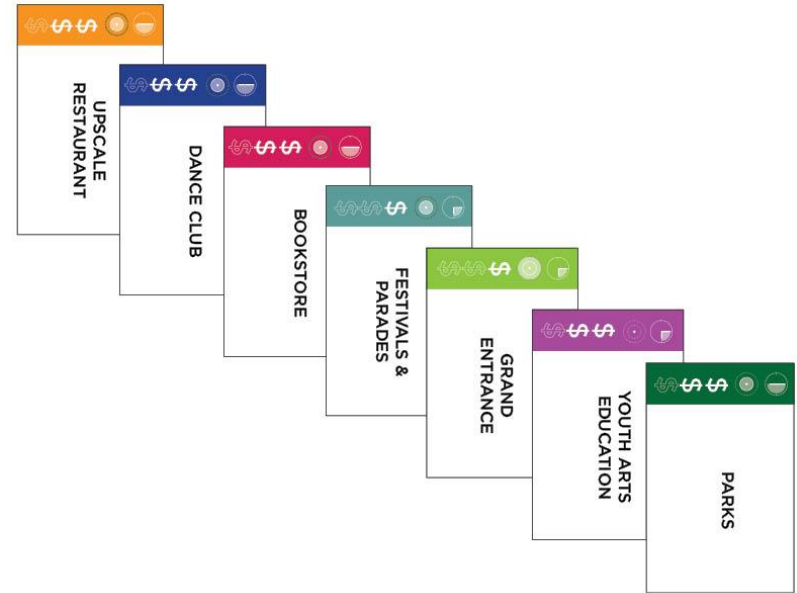 $$$
UPSCALE
RESTAURANT
$$$
DANCE CLUB
$$$
BOOKSTORE
$$$
FESTIVALS &
PARADES
$$$
GRAND
ENTRANCE
$$$
YOUTH ARTS
EDUCATION
$$$
PARKS